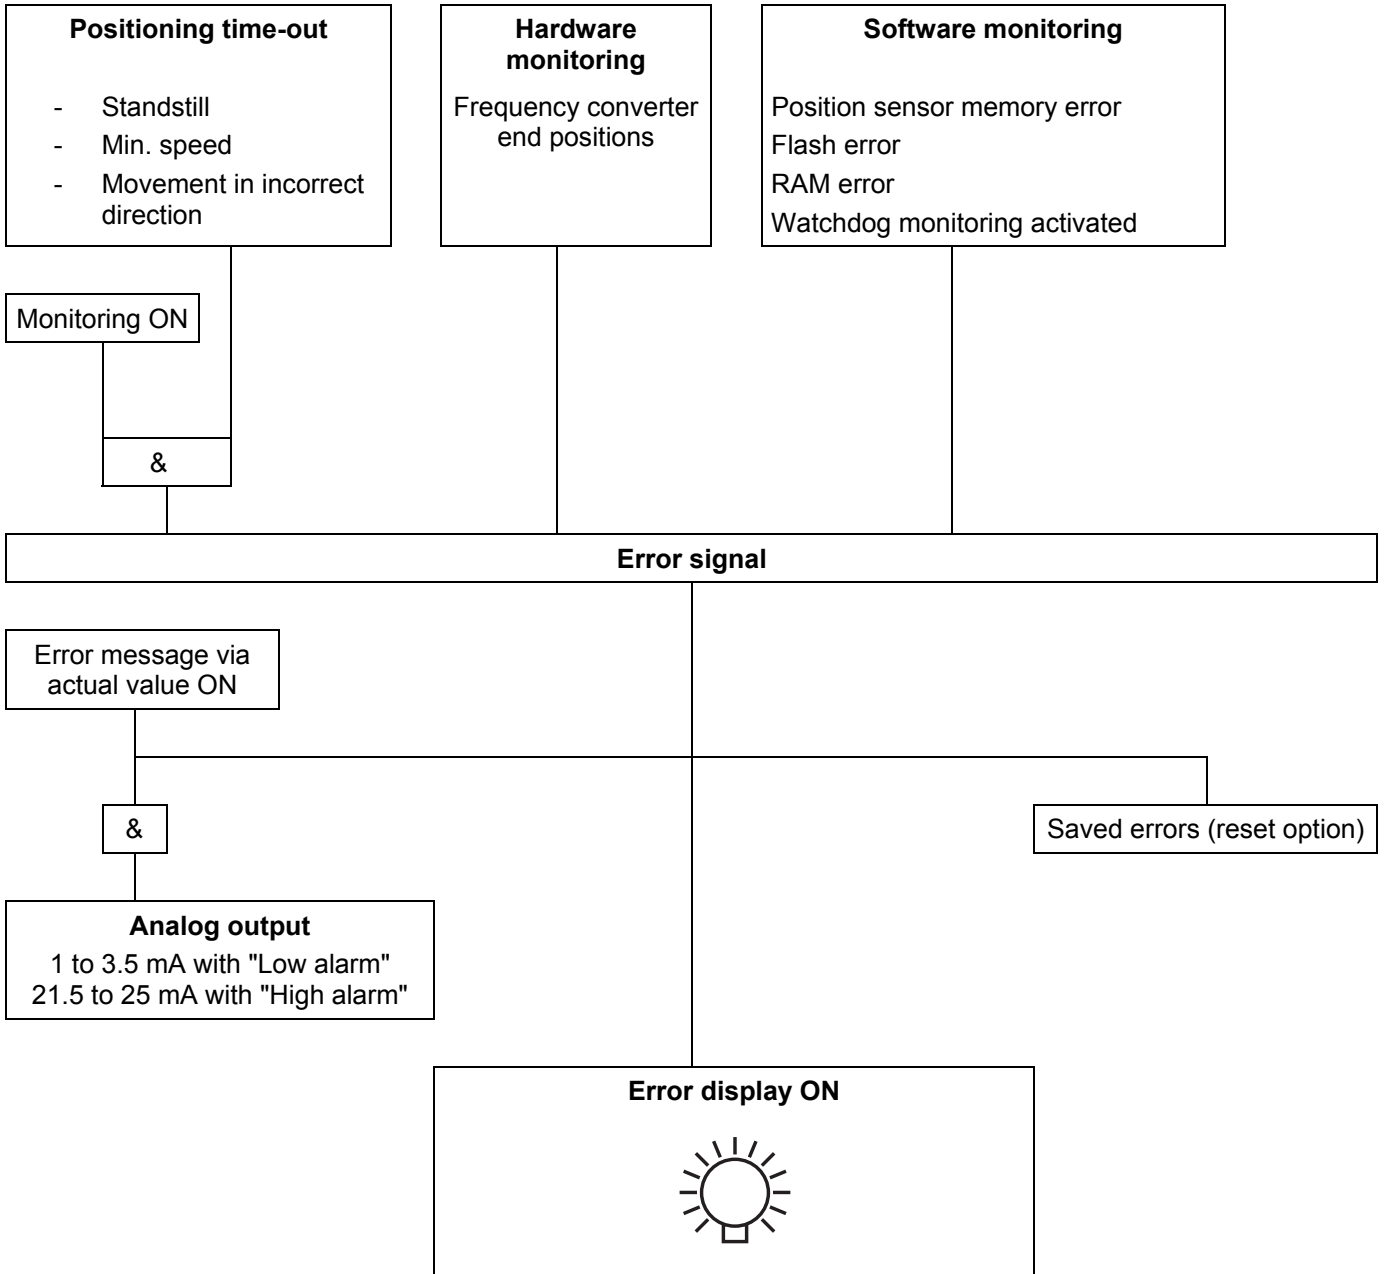 Positioning time-out
- Standstill
- Min. speed
- Movement in incorrect
direction
Hardware
monitoring
Frequency converter
end positions
Software monitoring
Position sensor memory error
Flash error
RAM error
Watchdog monitoring activated
Monitoring ON
&
Error signal
Error message via
actual value ON
&
Saved errors (reset option)
Analog output
1 to 3.5 mA with "Low alarm"
21.5 to 25 mA with "High alarm"
Error display ON